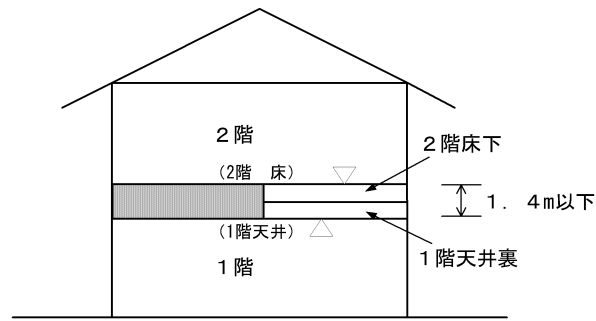 2階
2階床下
（2階　床）
1．4m以下
（1階天井）
1階天井裏
1階